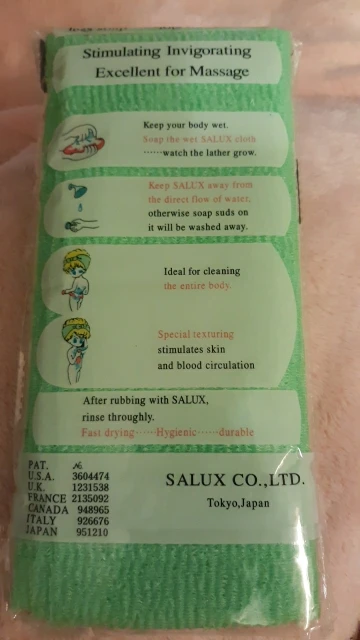 Stimulating Invigorating
Excellent for Massage
Keep your body wet.
Soap the wet SALUX cloth
······watch the lather grow.
Keep SALUX away from
the direct flow of water,
otherwise soap suds on
it will be washed away.
Ideal for cleaning
the entire body.
Special texturing
stimulates skin
and blood circulation
After rubbing with SALUX,
rinse throughly.
Fast drying······Hygienic······durable
PAT. №
U.S.A. 3604474
U.K. 1231538
FRANCE 2135092
CANADA 948965
ITALY 926676
JAPAN 951210
SALUX CO.,LTD.
Tokyo,Japan